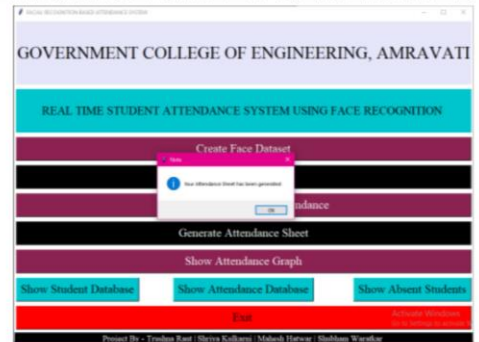 FACIAL RECOGNITION BASED ATTENDANCE SYSTEM
GOVERNMENT COLLEGE OF ENGINEERING, AMRAVATI
REAL TIME STUDENT ATTENDANCE SYSTEM USING FACE RECOGNITION
Create Face Dataset
Your Attendance Sheet has been generated
ndance
Generate Attendance Sheet
Show Attendance Graph
Show Student Database
Show Attendance Database
Show Absent Students
Exit
Activate Windows
Go to Settings to activate
Project By - Trushna Raut | Shriya Kulkarni | Mahesh Hatwar | Shubham Waratkar